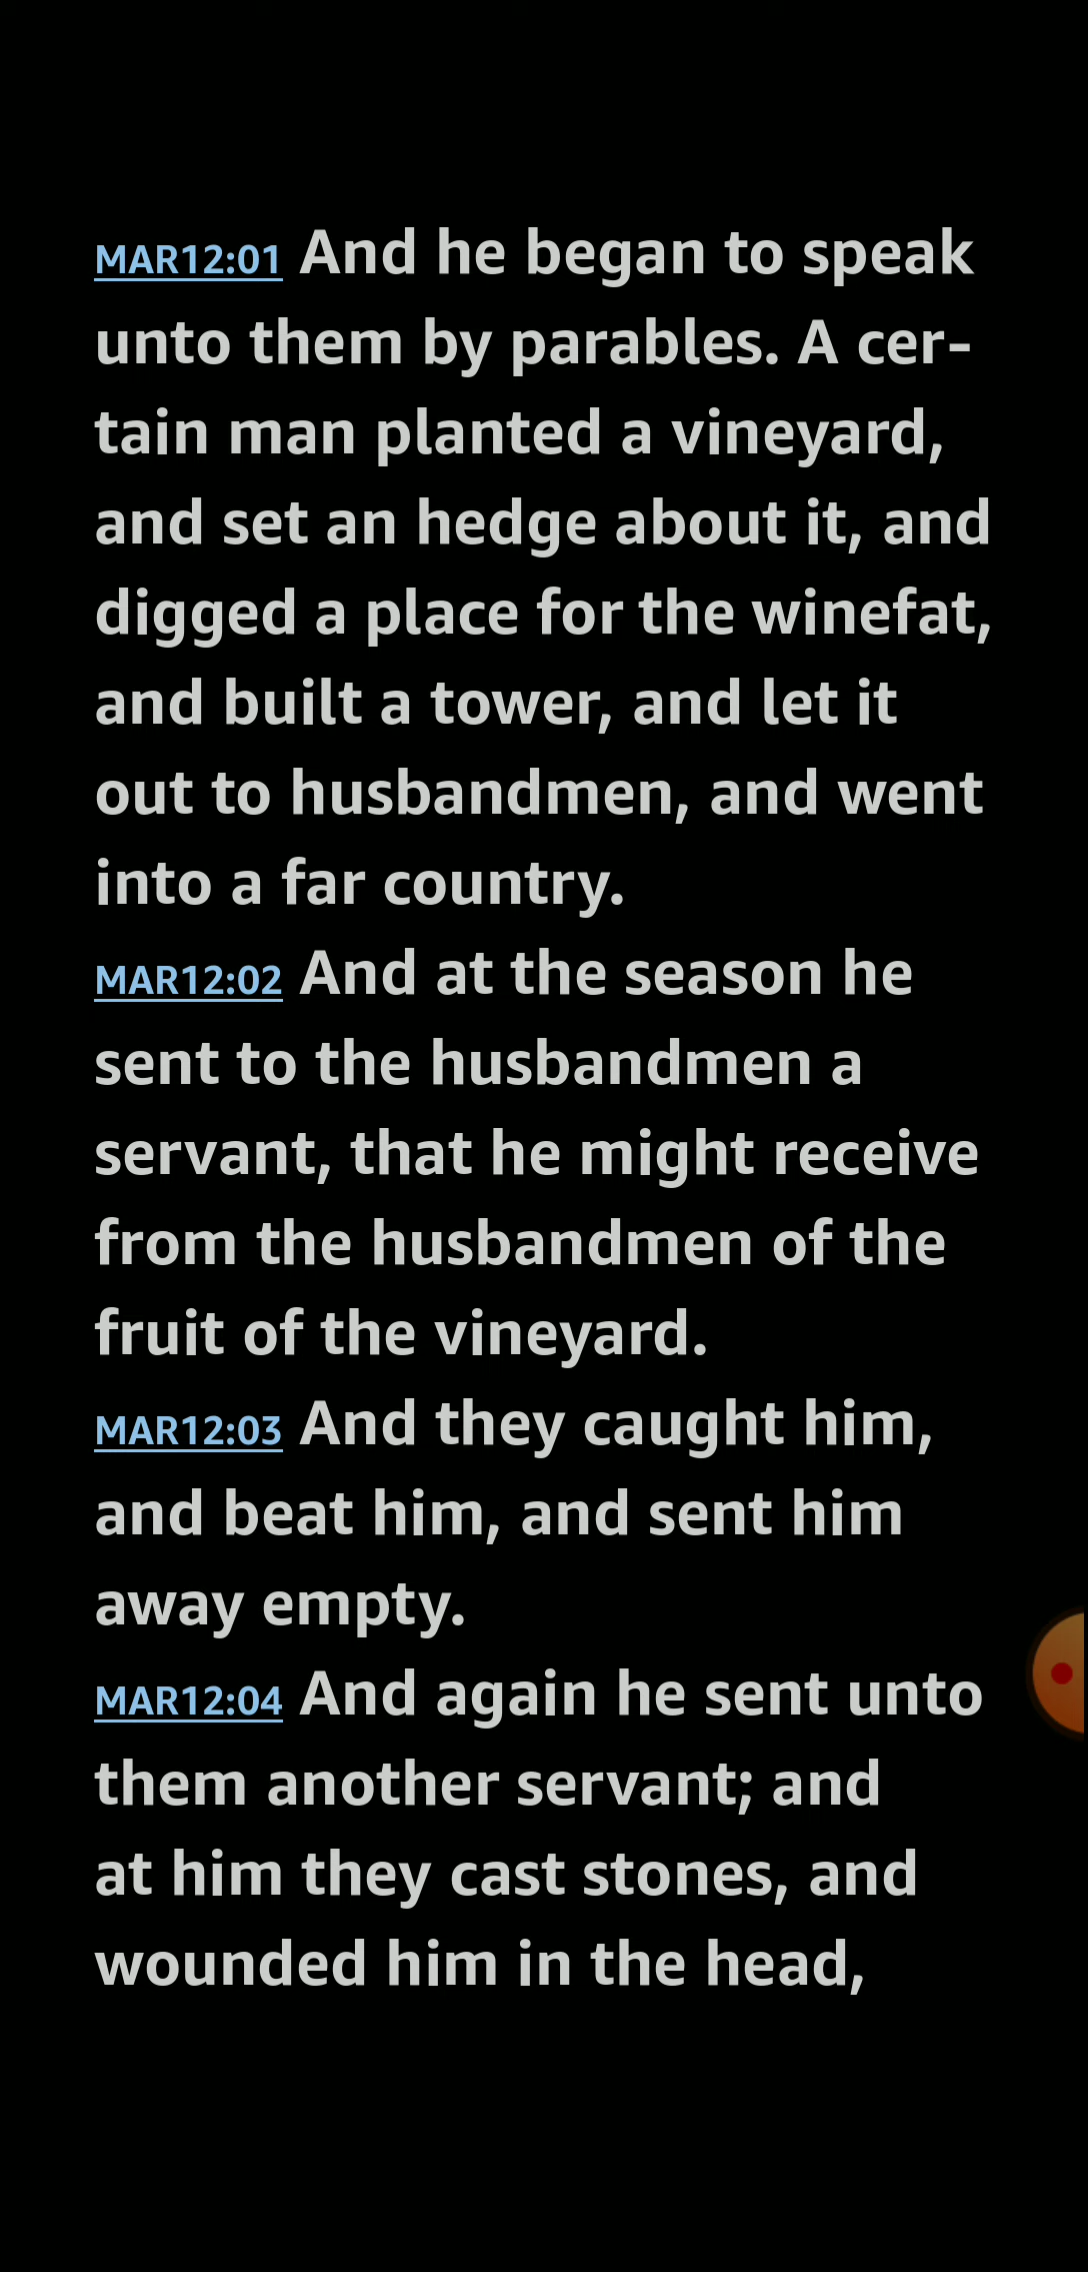 MAR12:01 And he began to speak
unto them by parables. A cer-
tain man planted a vineyard,
and set an hedge about it, and
digged a place for the winefat,
and built a tower, and let it
out to husbandmen, and went
into a far country.
MAR12:02 And at the season he
sent to the husbandmen a
servant, that he might receive
from the husbandmen of the
fruit of the vineyard.
MAR12:03 And they caught him,
and beat him, and sent him
away empty.
MAR12:04 And again he sent unto
them another servant; and
at him they cast stones, and
wounded him in the head,